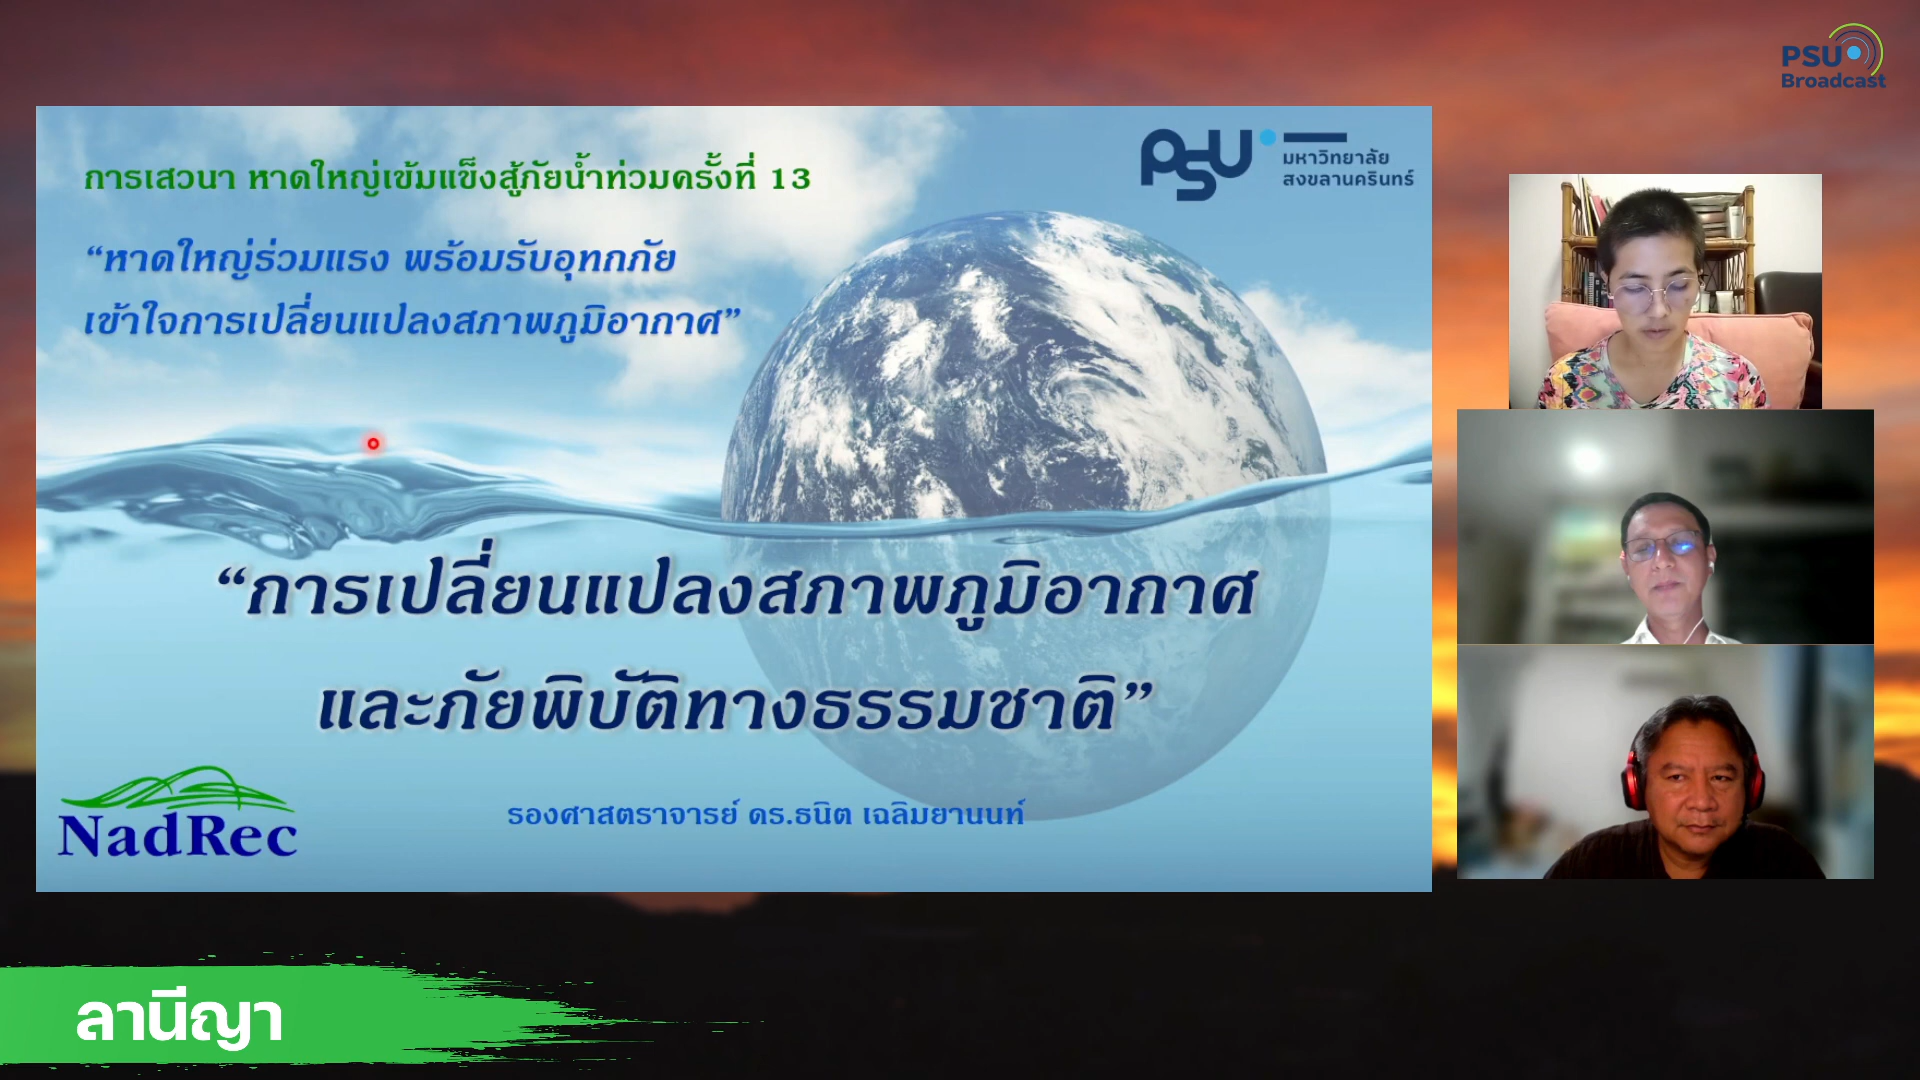 PSU
Broadcast
การเสวนา หาดใหญ่เข้มแข็งสู้ภัยน้ำท่วมครั้งที่ 13
PSU
มหาวิทยาลัย
สงขลานครินทร์
“หาดใหญ่ร่วมแรง พร้อมรับอุทกภัย
เข้าใจการเปลี่ยนแปลงสภาพภูมิอากาศ”
“การเปลี่ยนแปลงสภาพภูมิอากาศ
และภัยพิบัติทางธรรมชาติ”
NadRec
รองศาสตราจารย์ ดร.ธนิต เฉลิมยานนท์
ลานีญา